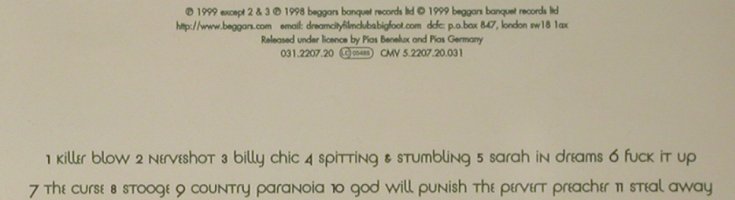 ℗ 1999 except 2 & 3 ℗ 1998 beggars banquet records ltd © 1999 beggars banquet records ltd
http://www.beggars.com email: dreamcityfilmclub@bigfoot.com dcfc: p.o.box 847, london sw18 1ax
Released under licence by Pias Benelux and Pias Germany
031.2207.20 LC 05488 CMV 5.2207.20.031
1 killer blow 2 nerveshot 3 billy chic 4 spitting & stumbling 5 sarah in dreams 6 fuck it up
7 the curse 8 stooge 9 country paranoia 10 god will punish the pervert preacher 11 steal away